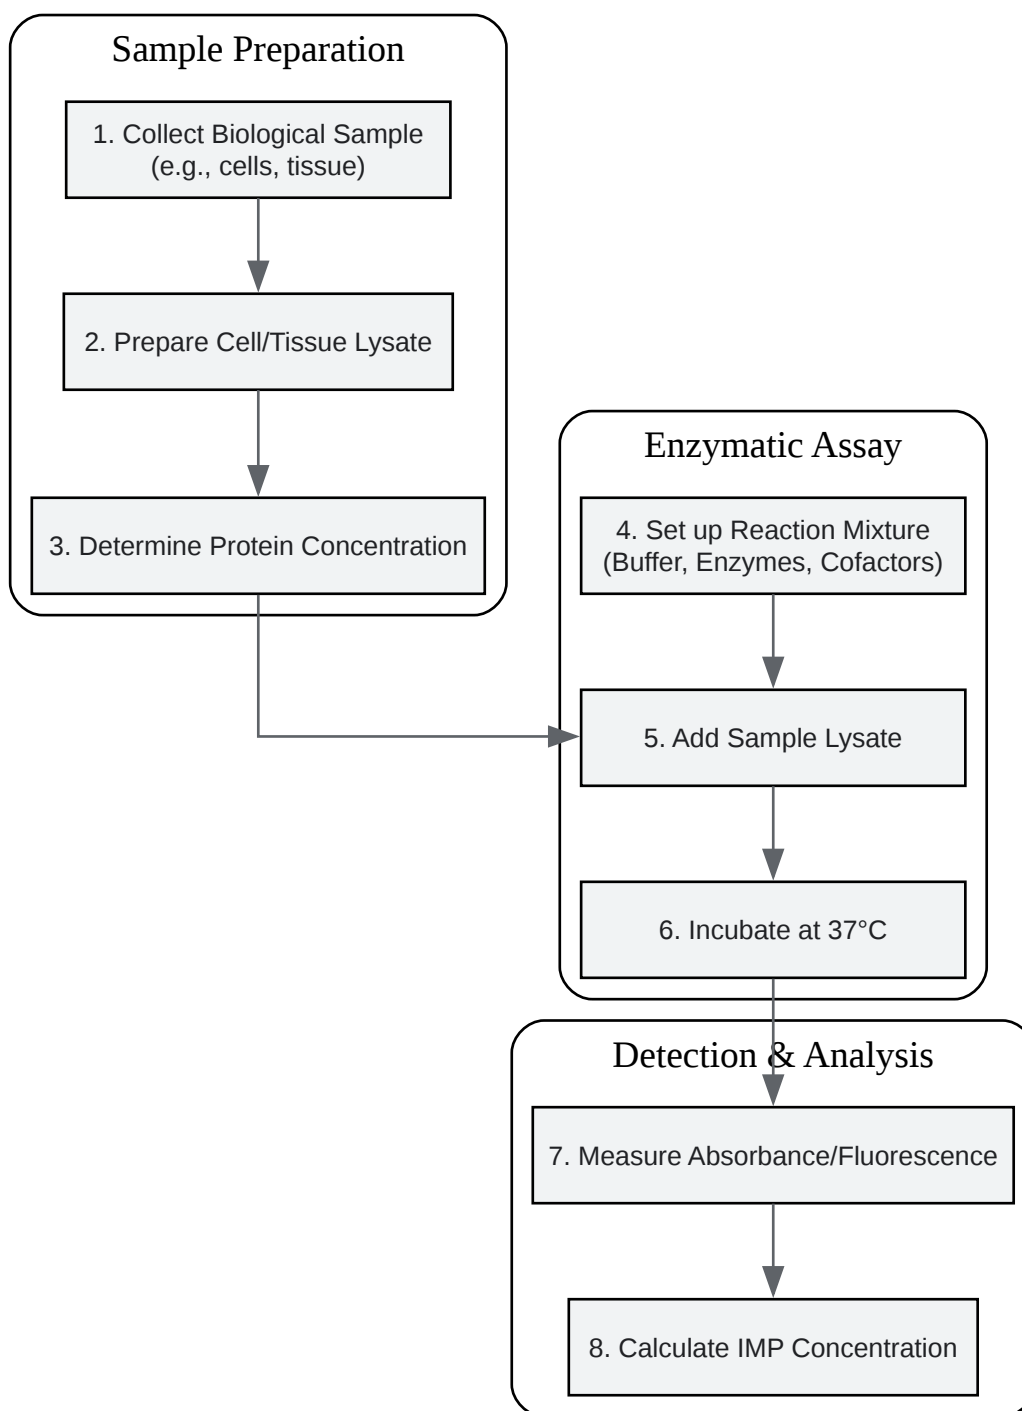 Sample Preparation
1. Collect Biological Sample
(e.g., cells, tissue)
2. Prepare Cell/Tissue Lysate
3. Determine Protein Concentration
Enzymatic Assay
4. Set up Reaction Mixture
(Buffer, Enzymes, Cofactors)
5. Add Sample Lysate
6. Incubate at 37°C
Detection & Analysis
7. Measure Absorbance/Fluorescence
8. Calculate IMP Concentration